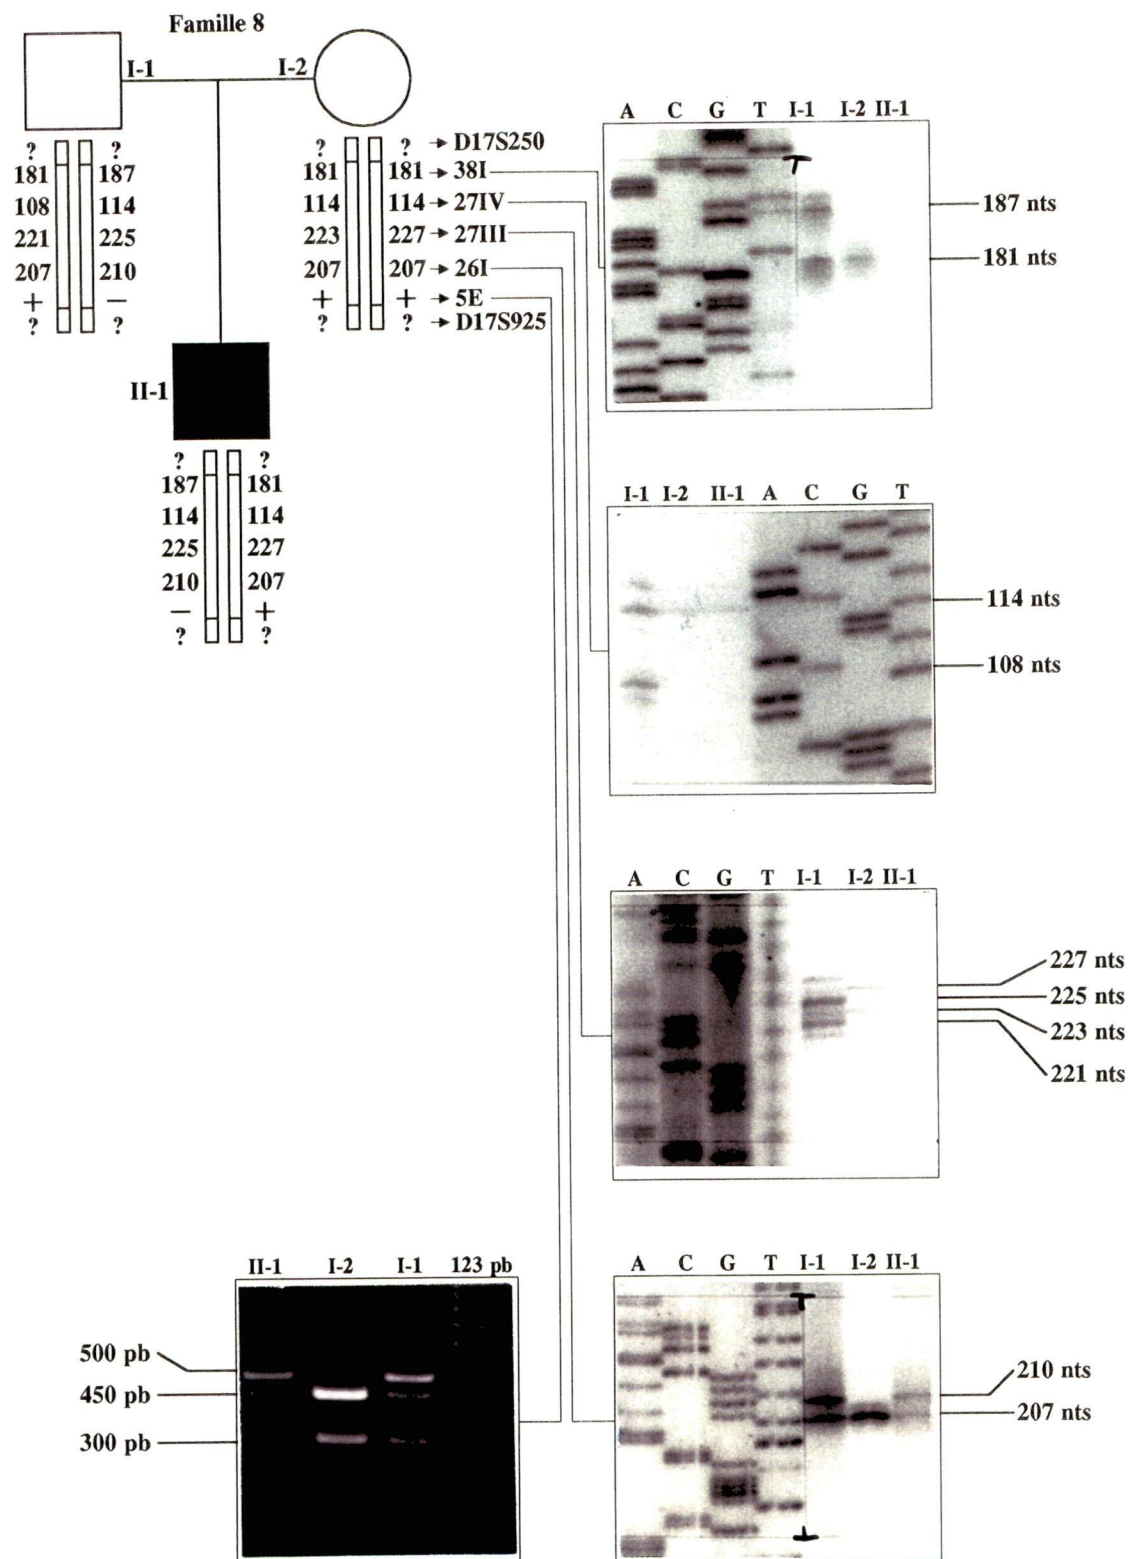 Famille 8
I-1 I-2
? ? ? ? → D17S250
181 187 181 181 → 38I
108 114 114 114 → 27IV
221 225 223 227 → 27III
207 210 207 207 → 26I
+ − + + → 5E
? ? ? ? → D17S925
II-1
? ?
187 181
114 114
225 227
210 207
− +
? ?
A C G T I-1 I-2 II-1
187 nts
181 nts
I-1 I-2 II-1 A C G T
114 nts
108 nts
A C G T I-1 I-2 II-1
227 nts
225 nts
223 nts
221 nts
II-1 I-2 I-1 123 pb
500 pb
450 pb
300 pb
A C G T I-1 I-2 II-1
210 nts
207 nts